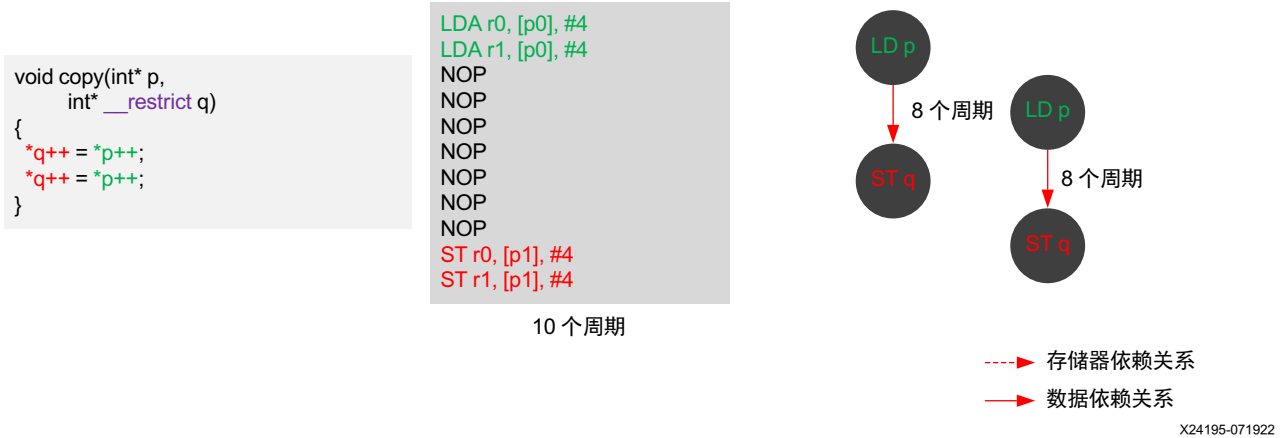 void copy(int* p,
int* __restrict q)
{
*q++ = *p++;
*q++ = *p++;
}
LDA r0, [p0], #4
LDA r1, [p0], #4
NOP
NOP
NOP
NOP
NOP
NOP
NOP
ST r0, [p1], #4
ST r1, [p1], #4
10 个周期
LD p
8 个周期
ST q
LD p
8 个周期
ST q
存储器依赖关系
数据依赖关系
X24195-071922